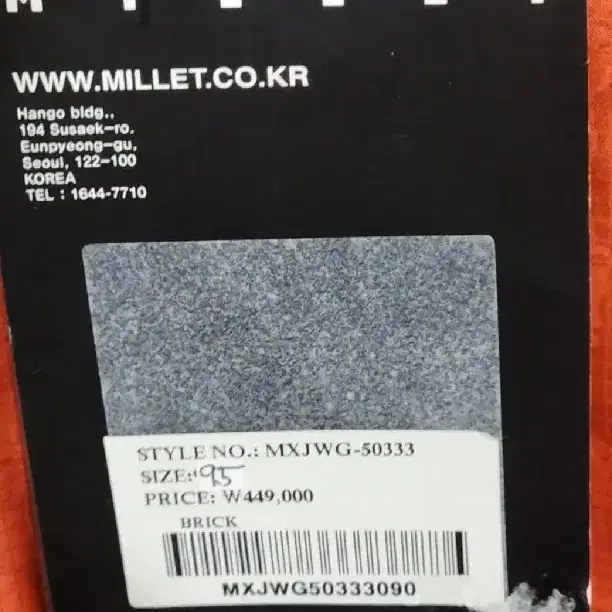 WWW.MILLET.CO.KR
Hango bldg.,
194 Susaek-ro,
Eunpyeong-gu,
Seoul, 122-100
KOREA
TEL : 1644-7710
STYLE NO.: MXJWG-50333
SIZE: 95
PRICE: ₩449,000
BRICK
MXJWG50333090